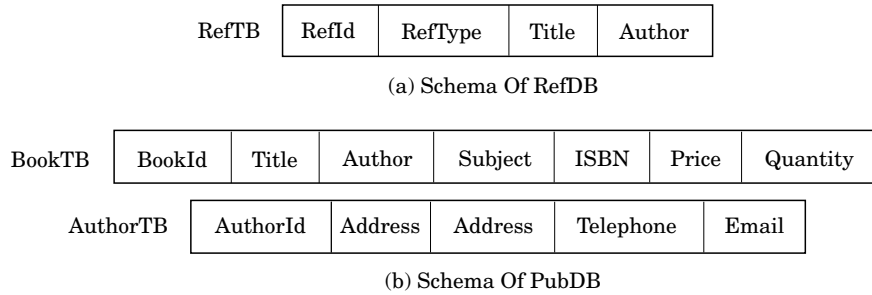 RefTB RefId RefType Title Author
(a) Schema Of RefDB
BookTB BookId Title Author Subject ISBN Price Quantity
AuthorTB AuthorId Address Address Telephone Email
(b) Schema Of PubDB